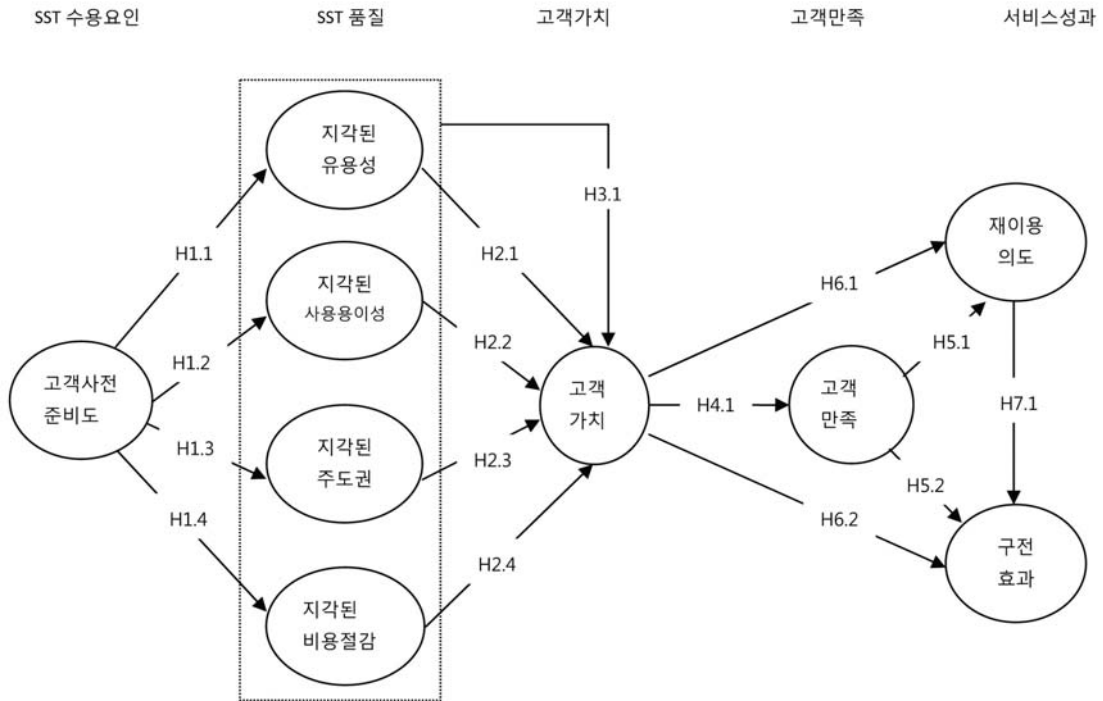 SST 수용요인
SST 품질
고객가치
고객만족
서비스성과
지각된
유용성
H3.1
재이용
의도
H1.1
H2.1
지각된
사용용이성
H6.1
H1.2
H2.2
H5.1
고객사전
준비도
고객
가치
H4.1
고객
만족
H7.1
H1.3
지각된
주도권
H2.3
H5.2
H1.4
H6.2
구전
효과
H2.4
지각된
비용절감